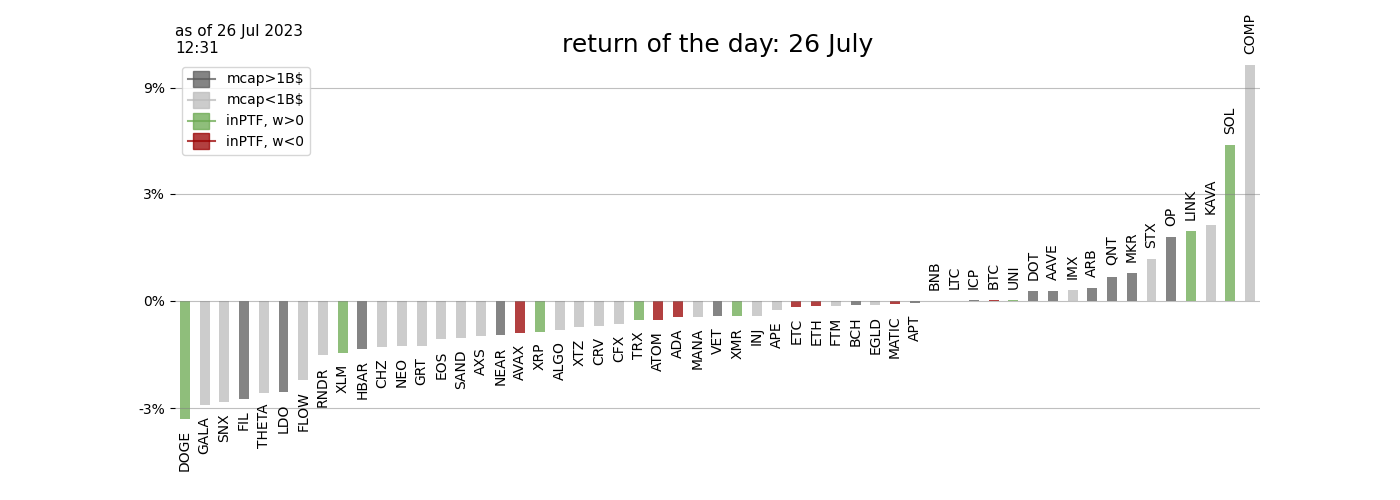 as of 26 Jul 2023
12:31
return of the day: 26 July
mcap>1B$
mcap<1B$
inPTF, w>0
inPTF, w<0
9%
3%
0%
-3%
DOGE
GALA
SNX
FIL
THETA
LDO
FLOW
RNDR
XLM
HBAR
CHZ
NEO
GRT
EOS
SAND
AXS
NEAR
AVAX
XRP
ALGO
XTZ
CRV
CFX
TRX
ATOM
ADA
MANA
VET
XMR
INJ
APE
ETC
ETH
FTM
BCH
EGLD
MATIC
APT
BNB
LTC
ICP
BTC
UNI
DOT
AAVE
IMX
ARB
QNT
MKR
STX
OP
LINK
KAVA
SOL
COMP